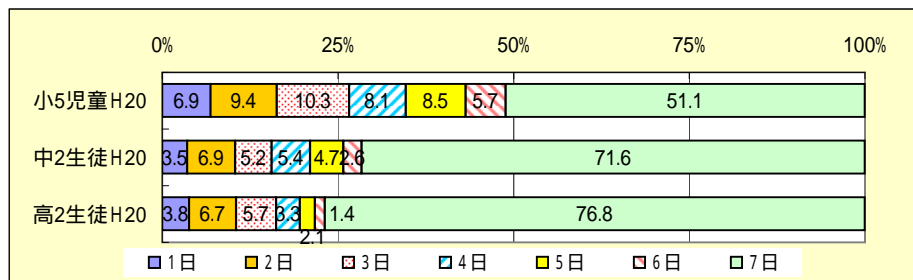 0% 25% 50% 75% 100%
小5児童H20 6.9 9.4 10.3 8.1 8.5 5.7 51.1
中2生徒H20 3.5 6.9 5.2 5.4 4.7 2.6 71.6
高2生徒H20 3.8 6.7 5.7 3.3 2.1 1.4 76.8
1日 2日 3日 4日 5日 6日 7日